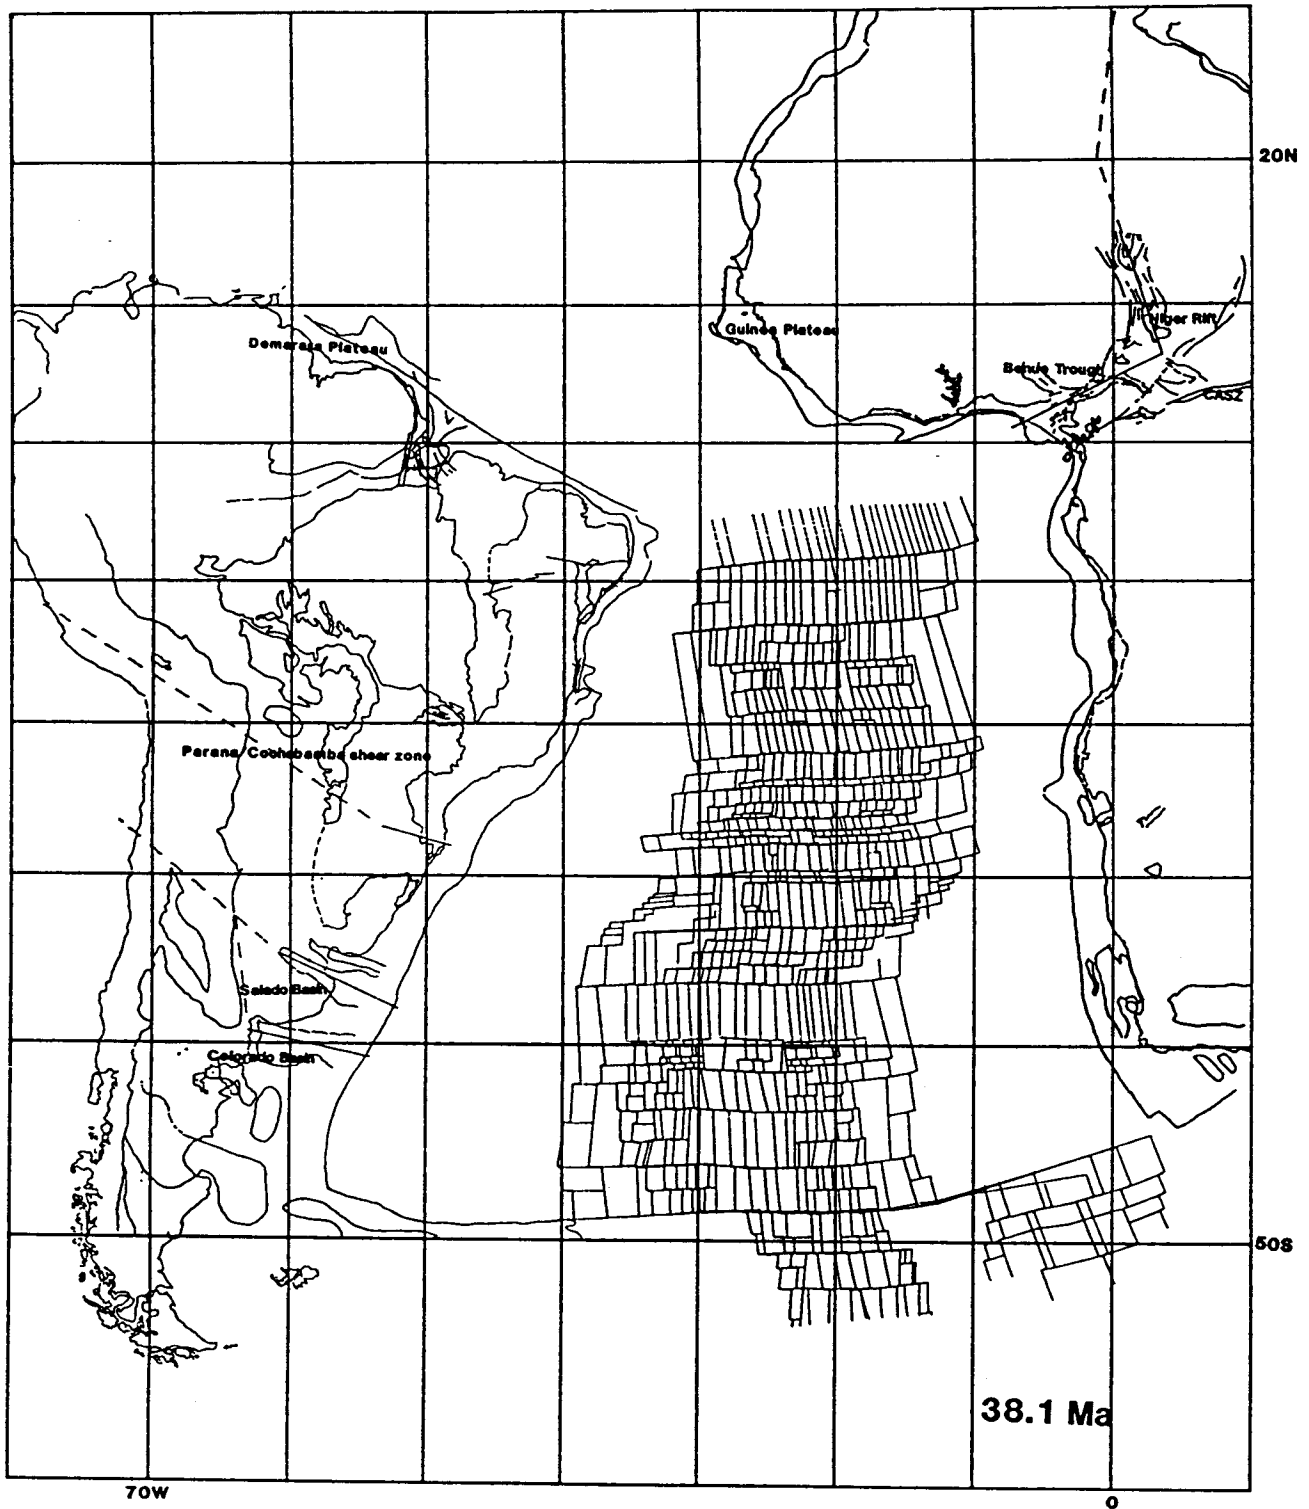 20N
Guinea Plateau
Niger Rift
Demerara Plateau
Benue Trough
CASZ
Parana Cochabamba shear zone
Salado Basin
Colorado Basin
50S
38.1 Ma
70W
0